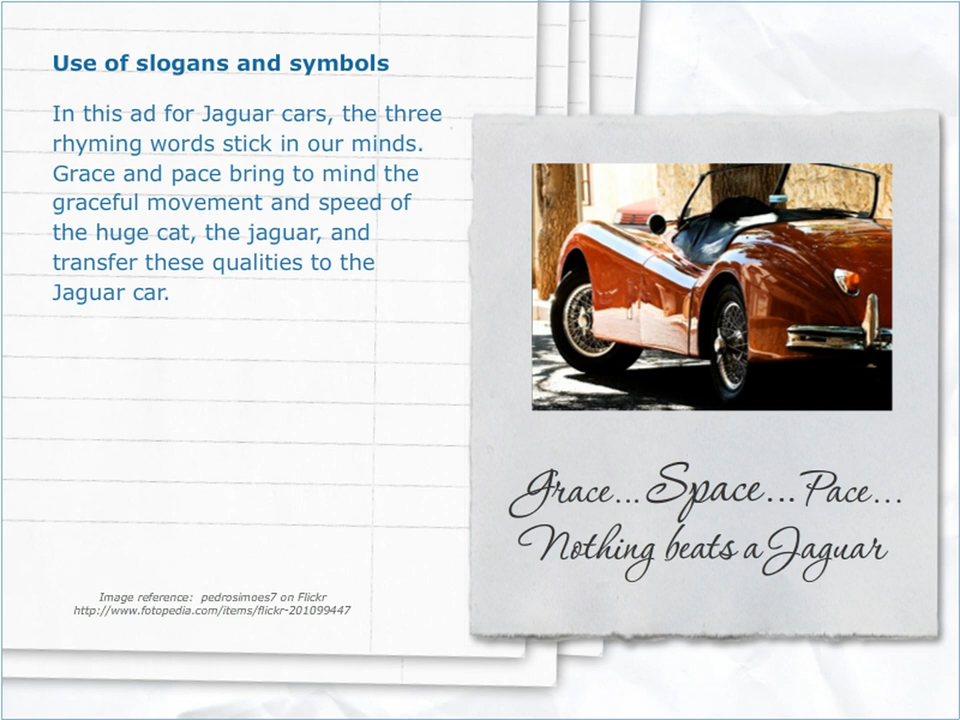 Use of slogans and symbols
In this ad for Jaguar cars, the three
rhyming words stick in our minds.
Grace and pace bring to mind the
graceful movement and speed of
the huge cat, the jaguar, and
transfer these qualities to the
Jaguar car.
Grace...Space...Pace...
Nothing beats a Jaguar
Image reference:  pedrosimoes7 on Flickr
http://www.fotopedia.com/items/flickr-201099447